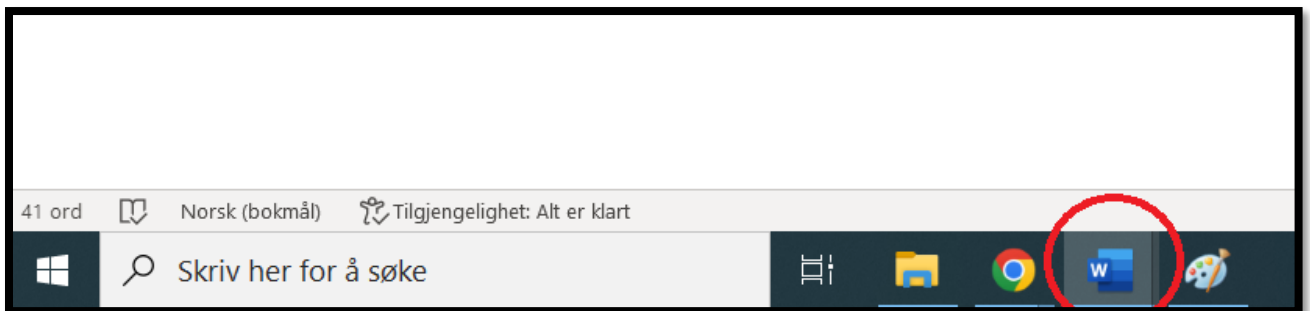 41 ord Norsk (bokmål) Tilgjengelighet: Alt er klart
Skriv her for å søke W